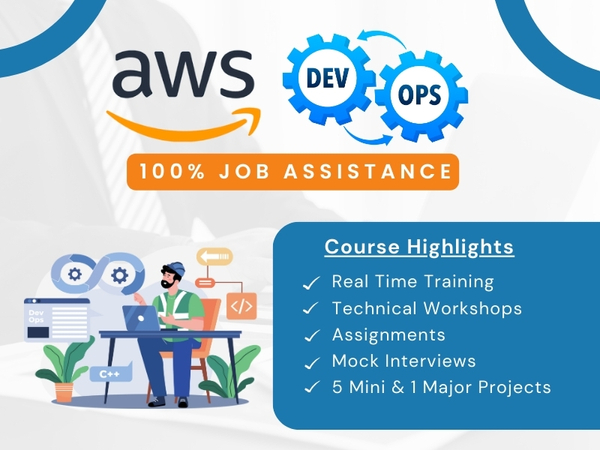 aws
DEV
OPS
100% JOB ASSISTANCE
Course Highlights
Real Time Training
Technical Workshops
Assignments
Mock Interviews
5 Mini & 1 Major Projects
Dev
Ops
</>
C++